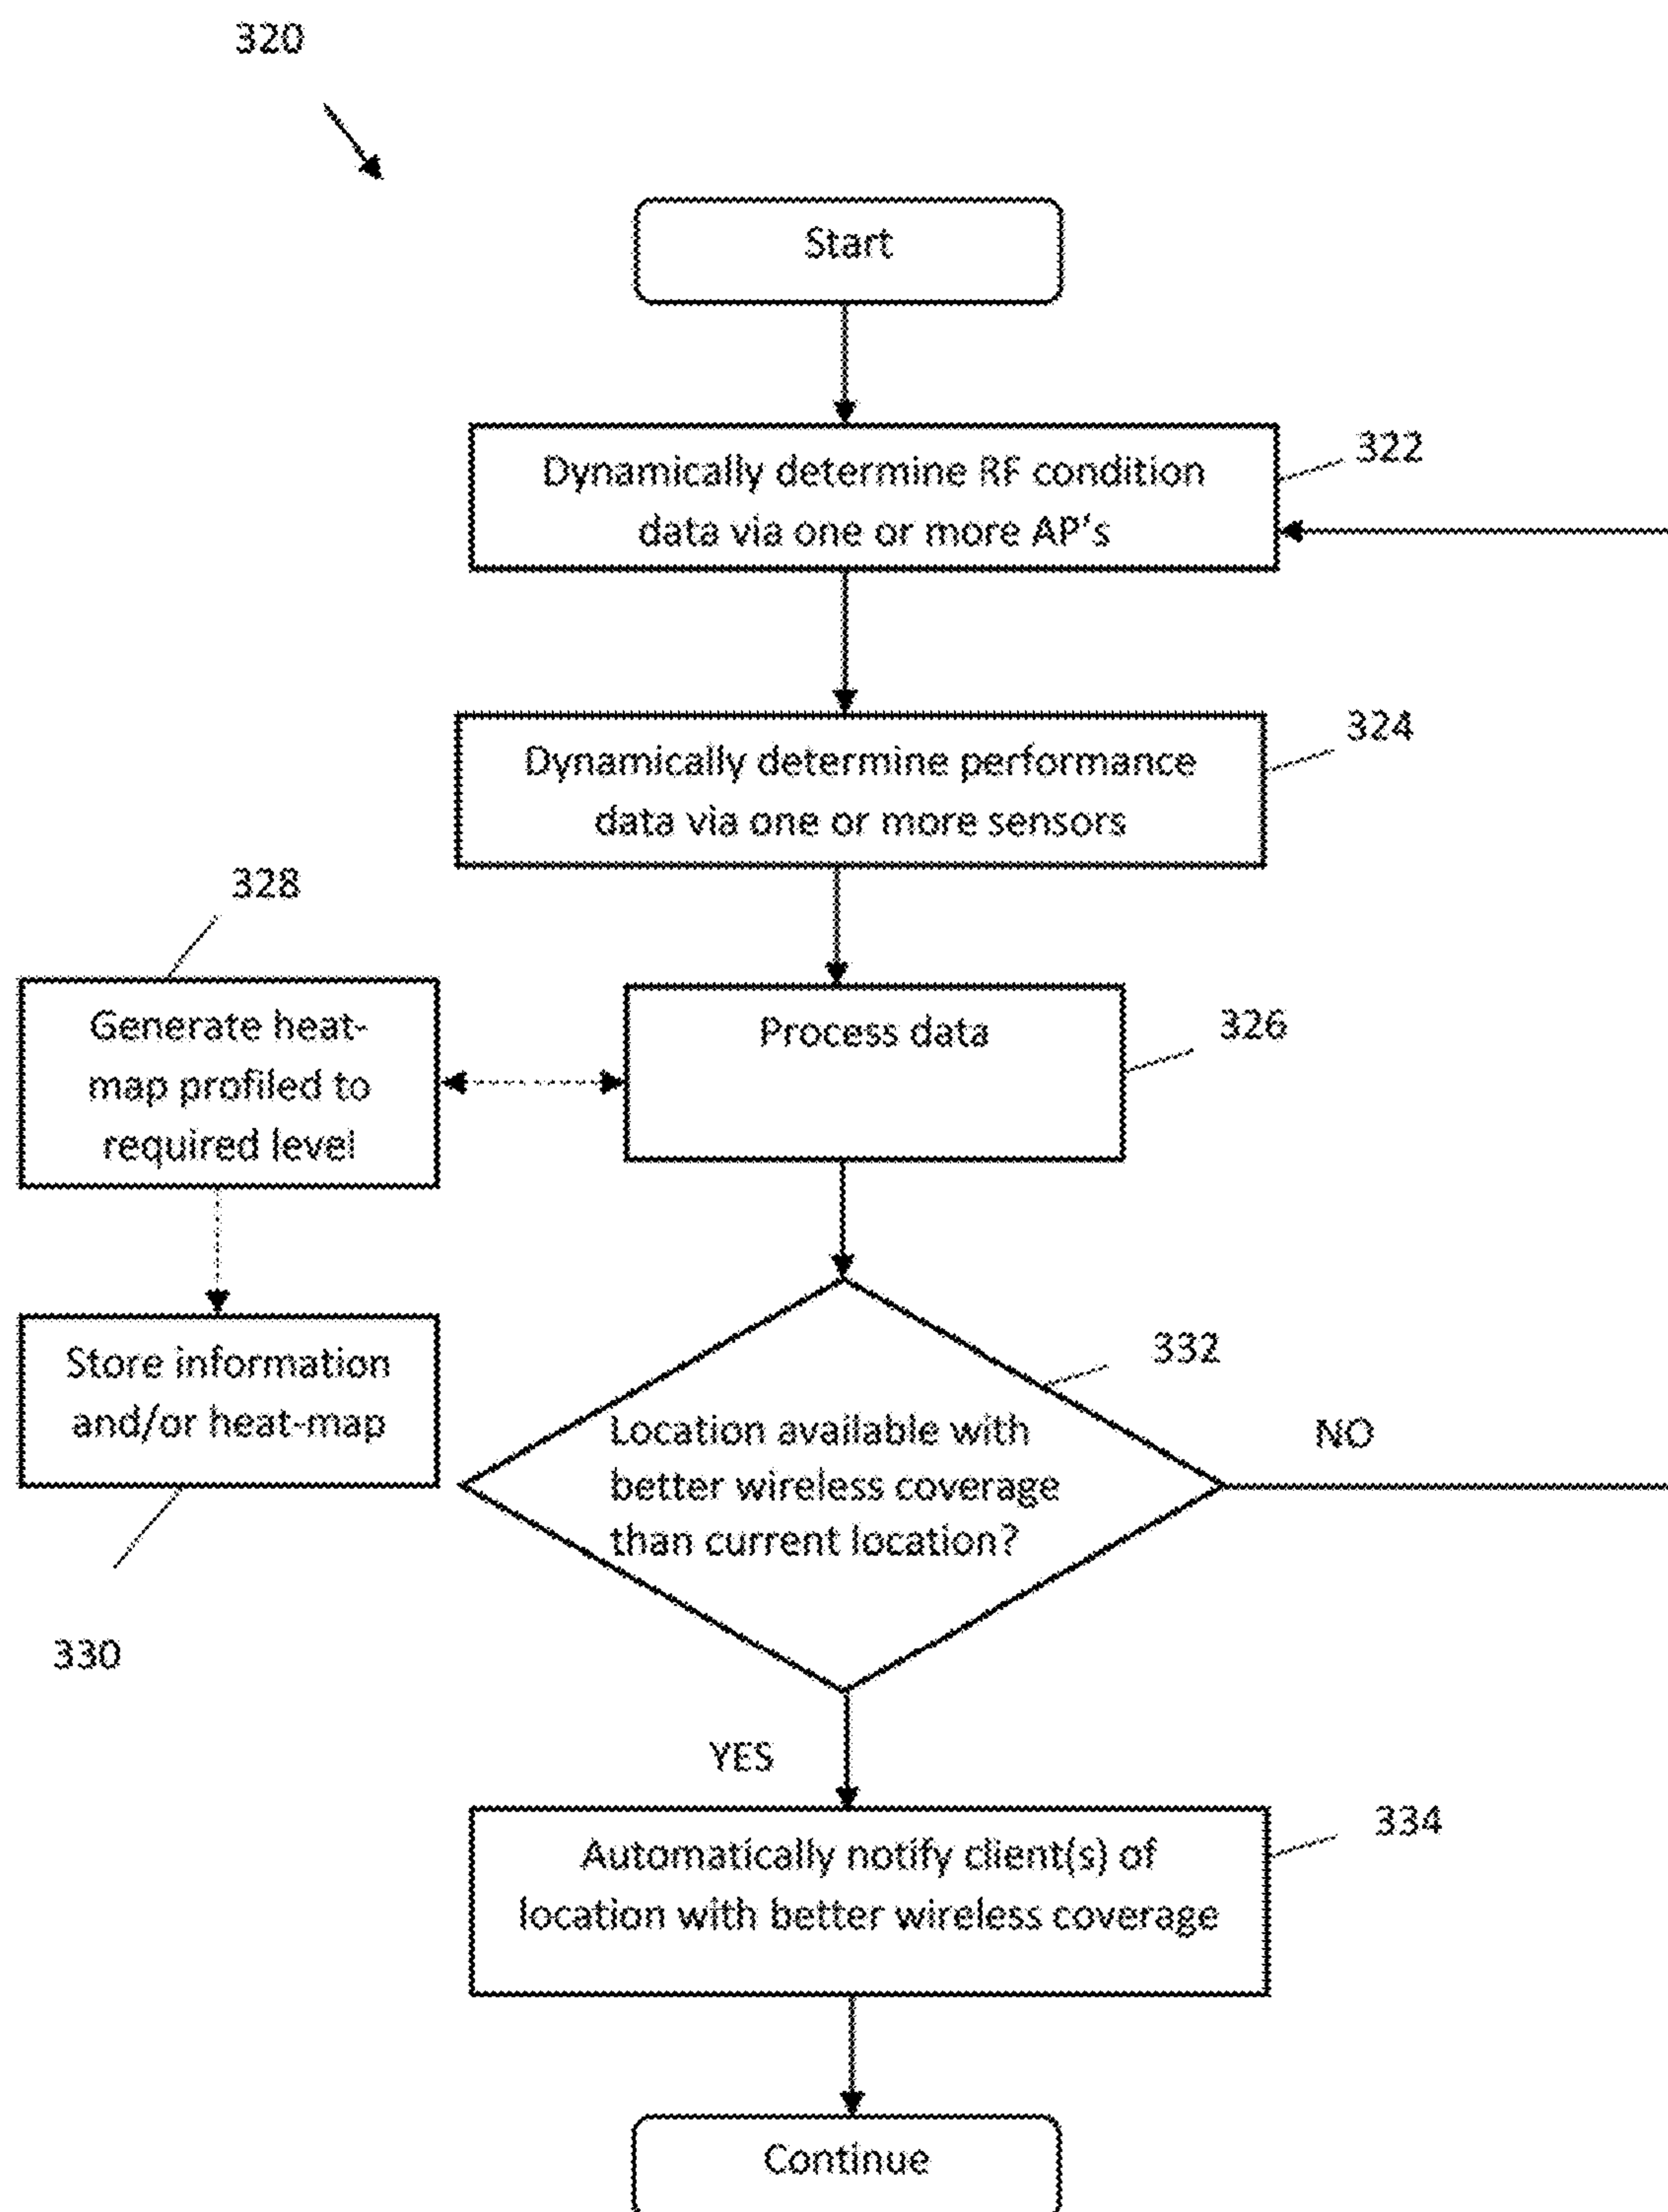 320
Start
Dynamically determine RF condition
data via one or more AP's
322
Dynamically determine performance
data via one or more sensors
324
328
Generate heat-
map profiled to
required level
Process data
326
Store information
and/or heat-map
330
332
Location available with
better wireless coverage
than current location?
NO
YES
Automatically notify client(s) of
location with better wireless coverage
334
Continue